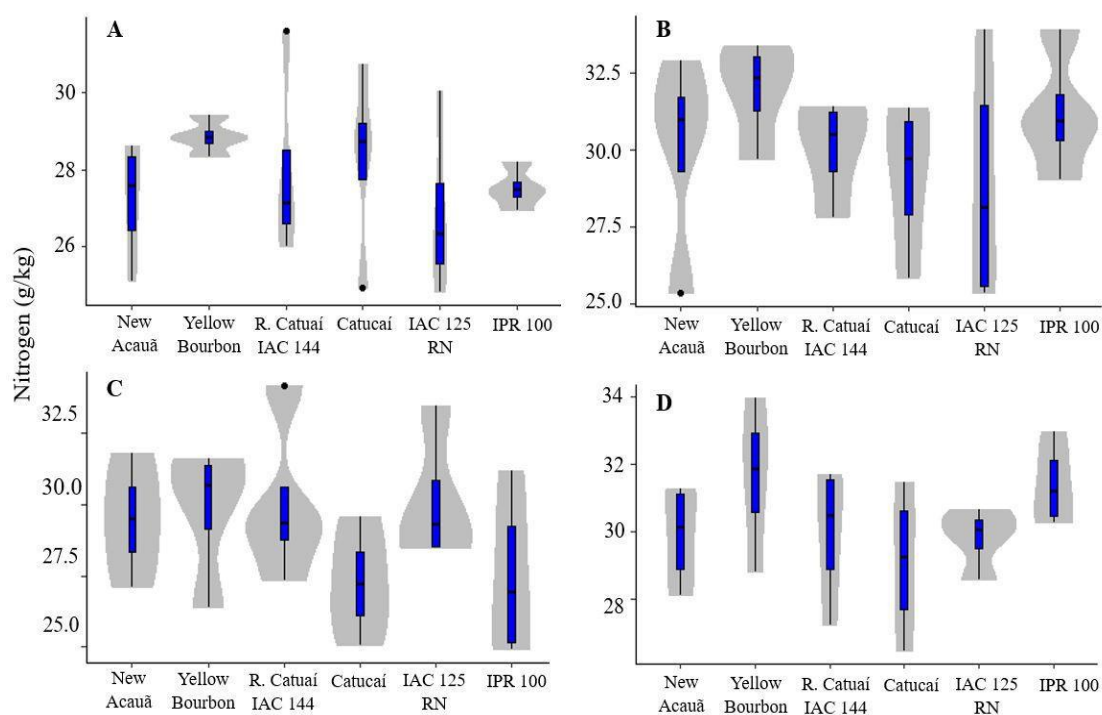 Nitrogen (g/kg)
A
30
28
26
New Acauã
Yellow Bourbon
R. Catuaí IAC 144
Catucaí
IAC 125 RN
IPR 100
B
32.5
30.0
27.5
25.0
New Acauã
Yellow Bourbon
R. Catuaí IAC 144
Catucaí
IAC 125 RN
IPR 100
C
32.5
30.0
27.5
25.0
New Acauã
Yellow Bourbon
R. Catuaí IAC 144
Catucaí
IAC 125 RN
IPR 100
D
34
32
30
28
New Acauã
Yellow Bourbon
R. Catuaí IAC 144
Catucaí
IAC 125 RN
IPR 100